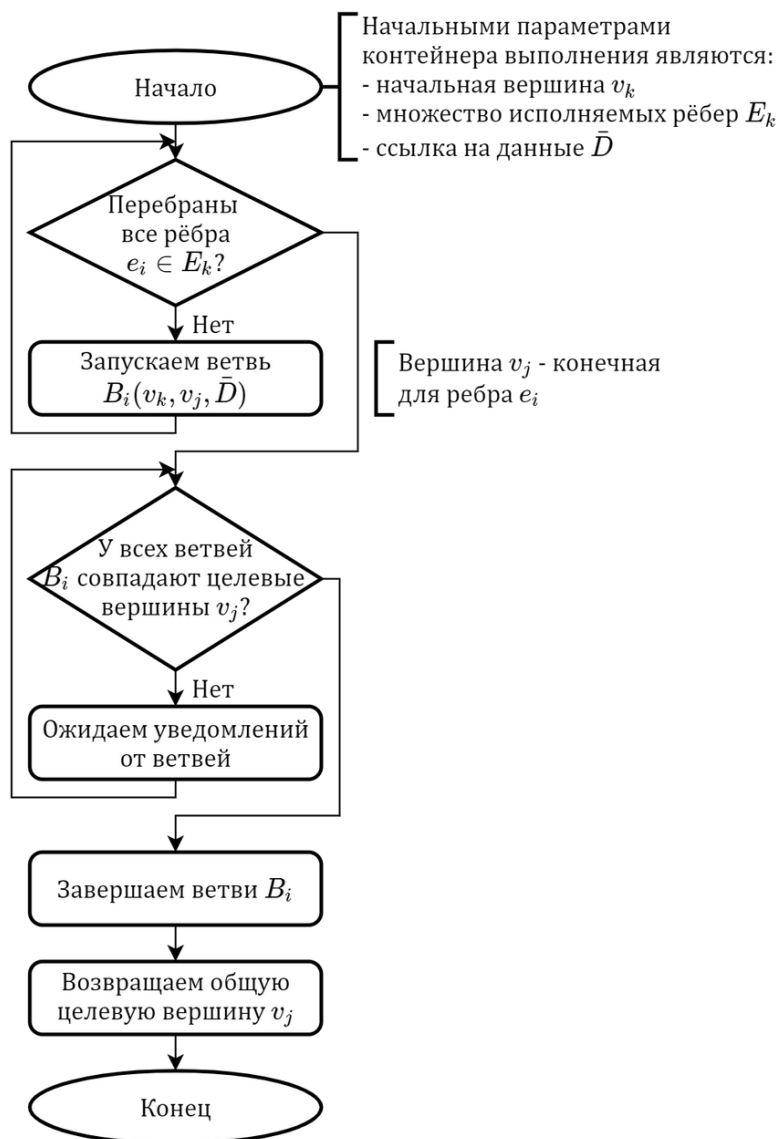 Начало
Начальными параметрами
контейнера выполнения являются:
- начальная вершина v_k
- множество исполняемых рёбер E_k
- ссылка на данные D̄
Перебраны
все рёбра
e_i ∈ E_k?
Нет
Запускаем ветвь
B_i(v_k, v_j, D̄)
Вершина v_j - конечная
для ребра e_i
У всех ветвей
B_i совпадают целевые
вершины v_j?
Нет
Ожидаем уведомлений
от ветвей
Завершаем ветви B_i
Возвращаем общую
целевую вершину v_j
Конец